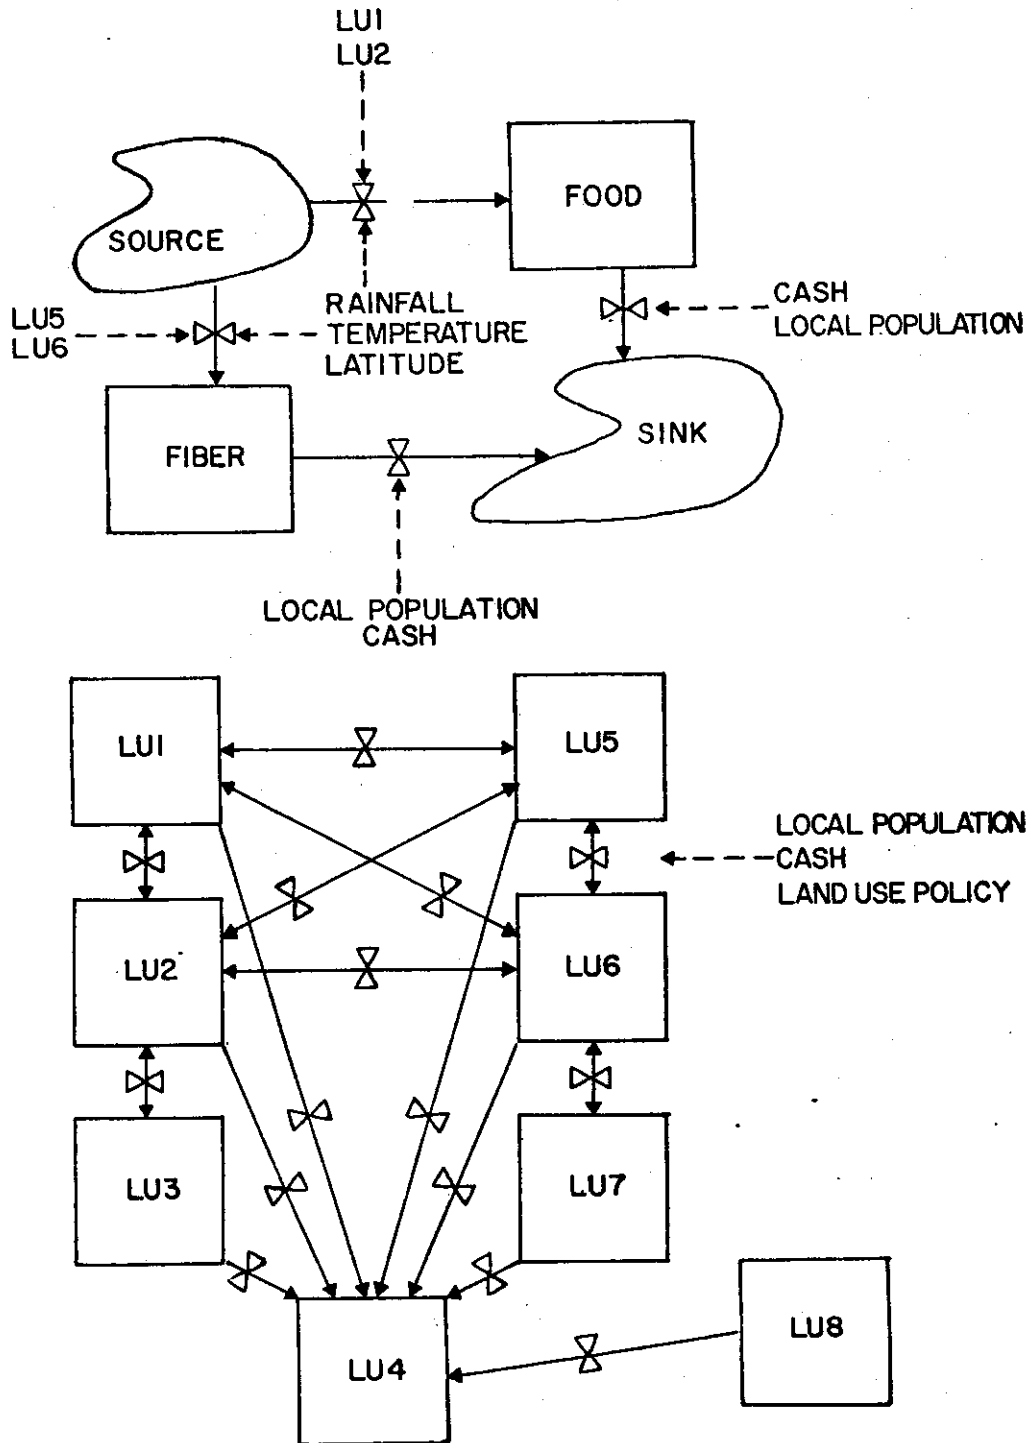 LU1
LU2
SOURCE
FOOD
LU5
LU6
RAINFALL
TEMPERATURE
LATITUDE
CASH
LOCAL POPULATION
FIBER
SINK
LOCAL POPULATION
CASH
LU1
LU5
LOCAL POPULATION
CASH
LAND USE POLICY
LU2
LU6
LU3
LU7
LU8
LU4